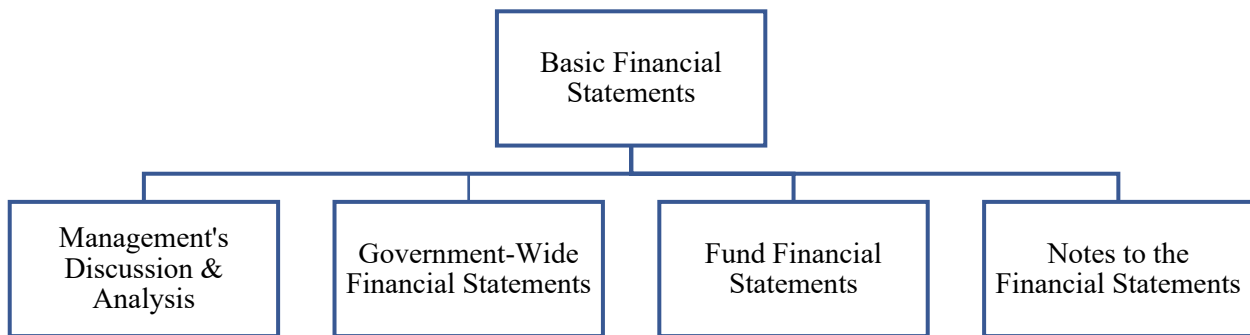 Basic Financial
Statements
Management's
Discussion &
Analysis
Government-Wide
Financial Statements
Fund Financial
Statements
Notes to the
Financial Statements